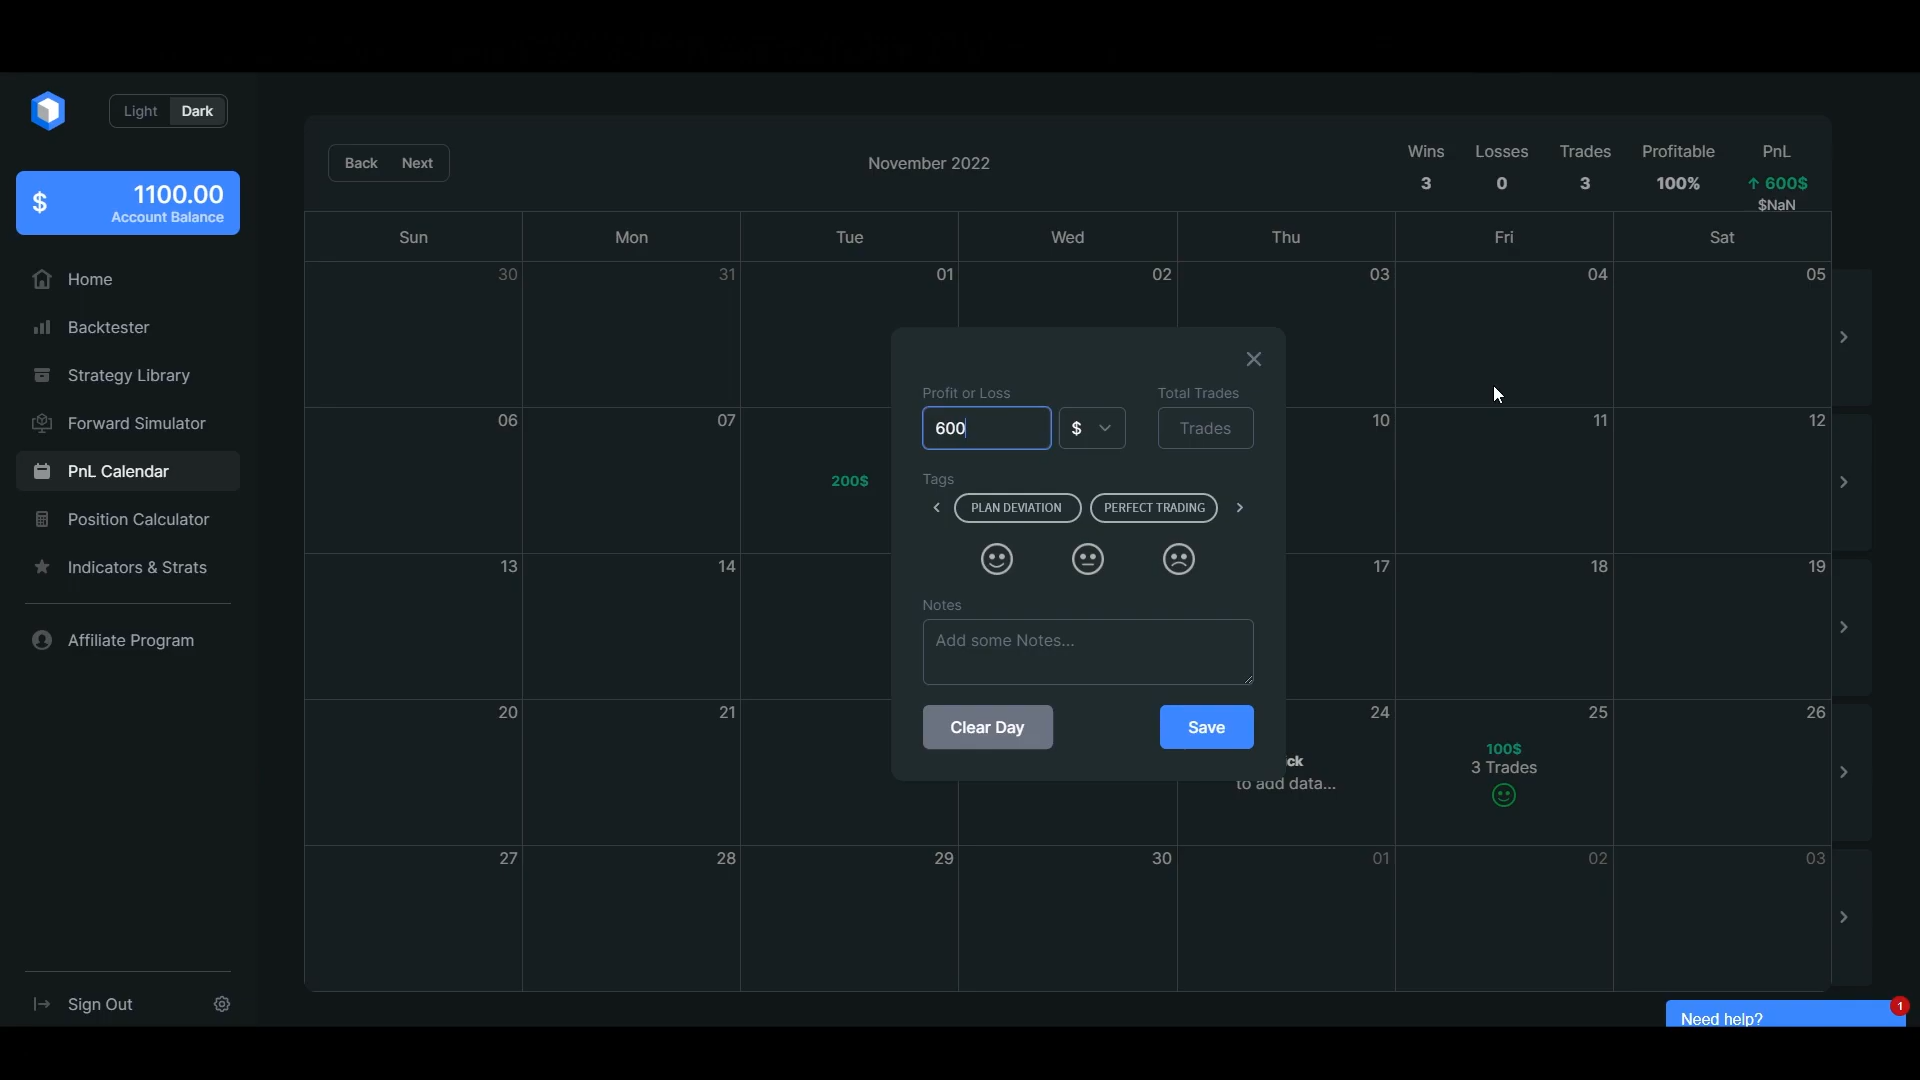 Light Dark
$ 1100.00
Account Balance
Home
Backtester
Strategy Library
Forward Simulator
PnL Calendar
Position Calculator
Indicators & Strats
Affiliate Program
Sign Out
Back Next
November 2022
Wins Losses Trades Profitable PnL
3 0 3 100% ↑ 600$
$NaN
Sun Mon Tue Wed Thu Fri Sat
30 31 01 02 03 04 05
06 07 10 11 12
200$
13 14 17 18 19
20 21 24 25 26
ck
to add data...
100$
3 Trades
27 28 29 30 01 02 03
Profit or Loss Total Trades
600 $ Trades
Tags
PLAN DEVIATION PERFECT TRADING
Notes
Add some Notes...
Clear Day Save
Need help?
1